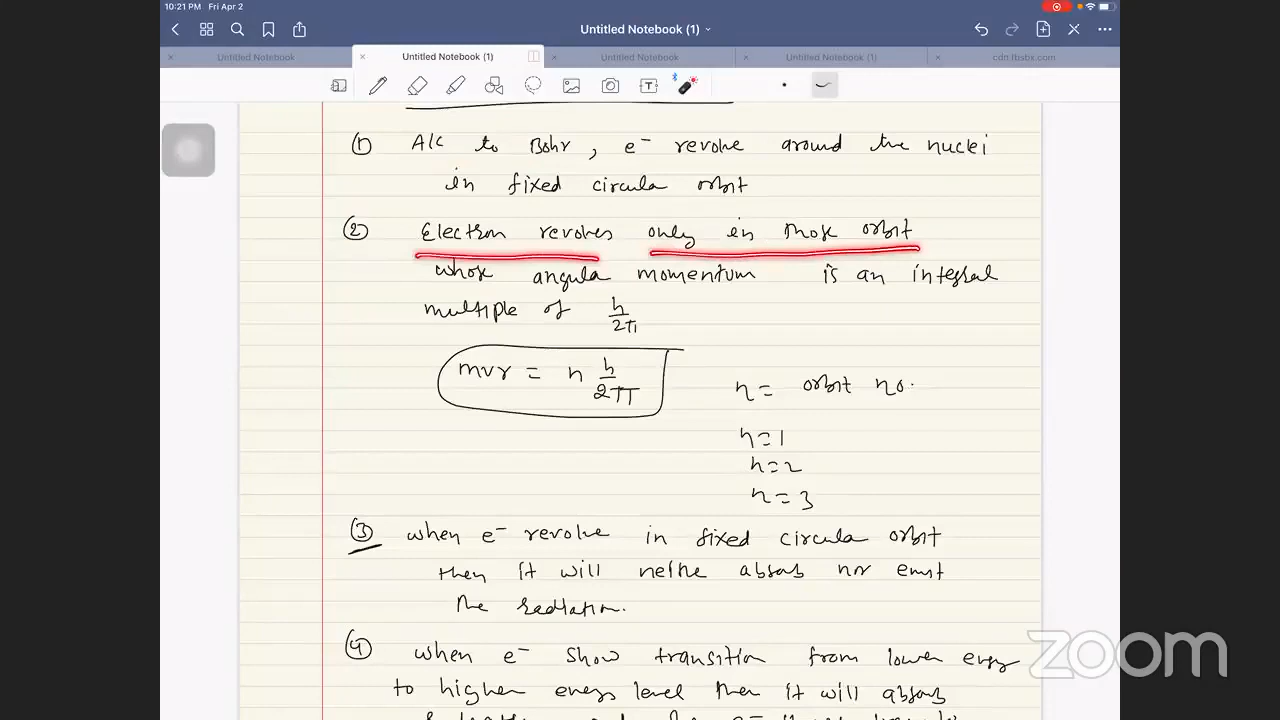 10:21 PM Fri Apr 2
Untitled Notebook (1)
Untitled Notebook
Untitled Notebook (1)
Untitled Notebook
Untitled Notebook (1)
cdn.fbsbx.com
① A/c to Bohr, e⁻ revolve around the nuclei
in fixed circular orbit
② Electron revolves only in those orbit
whose angular momentum is an integral
multiple of h/2π
mvr = n h/2π
n = orbit no.
n=1
n=2
n=3
③ when e⁻ revolve in fixed circular orbit
then it will neithe absorb nor emit
the radiation.
④ when e⁻ show transition from lower energy
to higher energy level then it will absorb
zoom